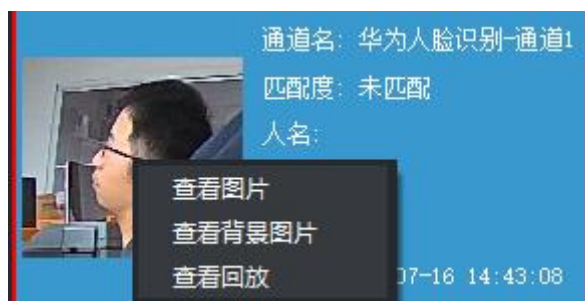 通道名: 华为人脸识别-通道1
匹配度: 未匹配
人名:
查看图片
查看背景图片
查看回放
07-16 14:43:08